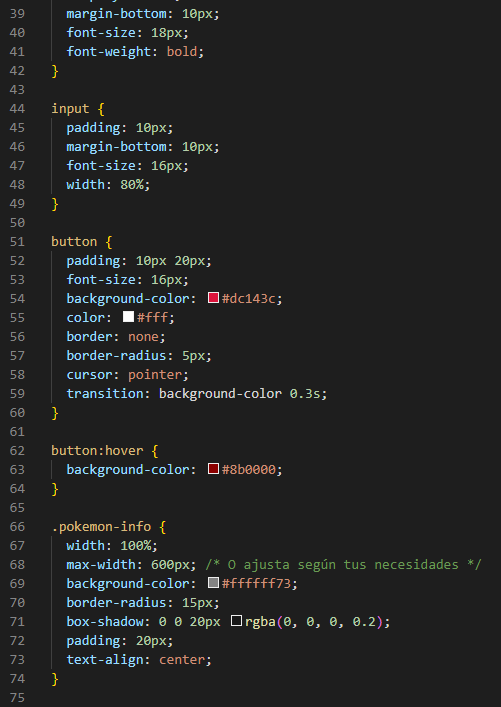 39 margin-bottom: 10px;
40 font-size: 18px;
41 font-weight: bold;
42 }
43
44 input {
45 padding: 10px;
46 margin-bottom: 10px;
47 font-size: 16px;
48 width: 80%;
49 }
50
51 button {
52 padding: 10px 20px;
53 font-size: 16px;
54 background-color: #dc143c;
55 color: #fff;
56 border: none;
57 border-radius: 5px;
58 cursor: pointer;
59 transition: background-color 0.3s;
60 }
61
62 button:hover {
63 background-color: #8b0000;
64 }
65
66 .pokemon-info {
67 width: 100%;
68 max-width: 600px; /* O ajusta según tus necesidades */
69 background-color: #ffffff73;
70 border-radius: 15px;
71 box-shadow: 0 0 20px rgba(0, 0, 0, 0.2);
72 padding: 20px;
73 text-align: center;
74 }
75